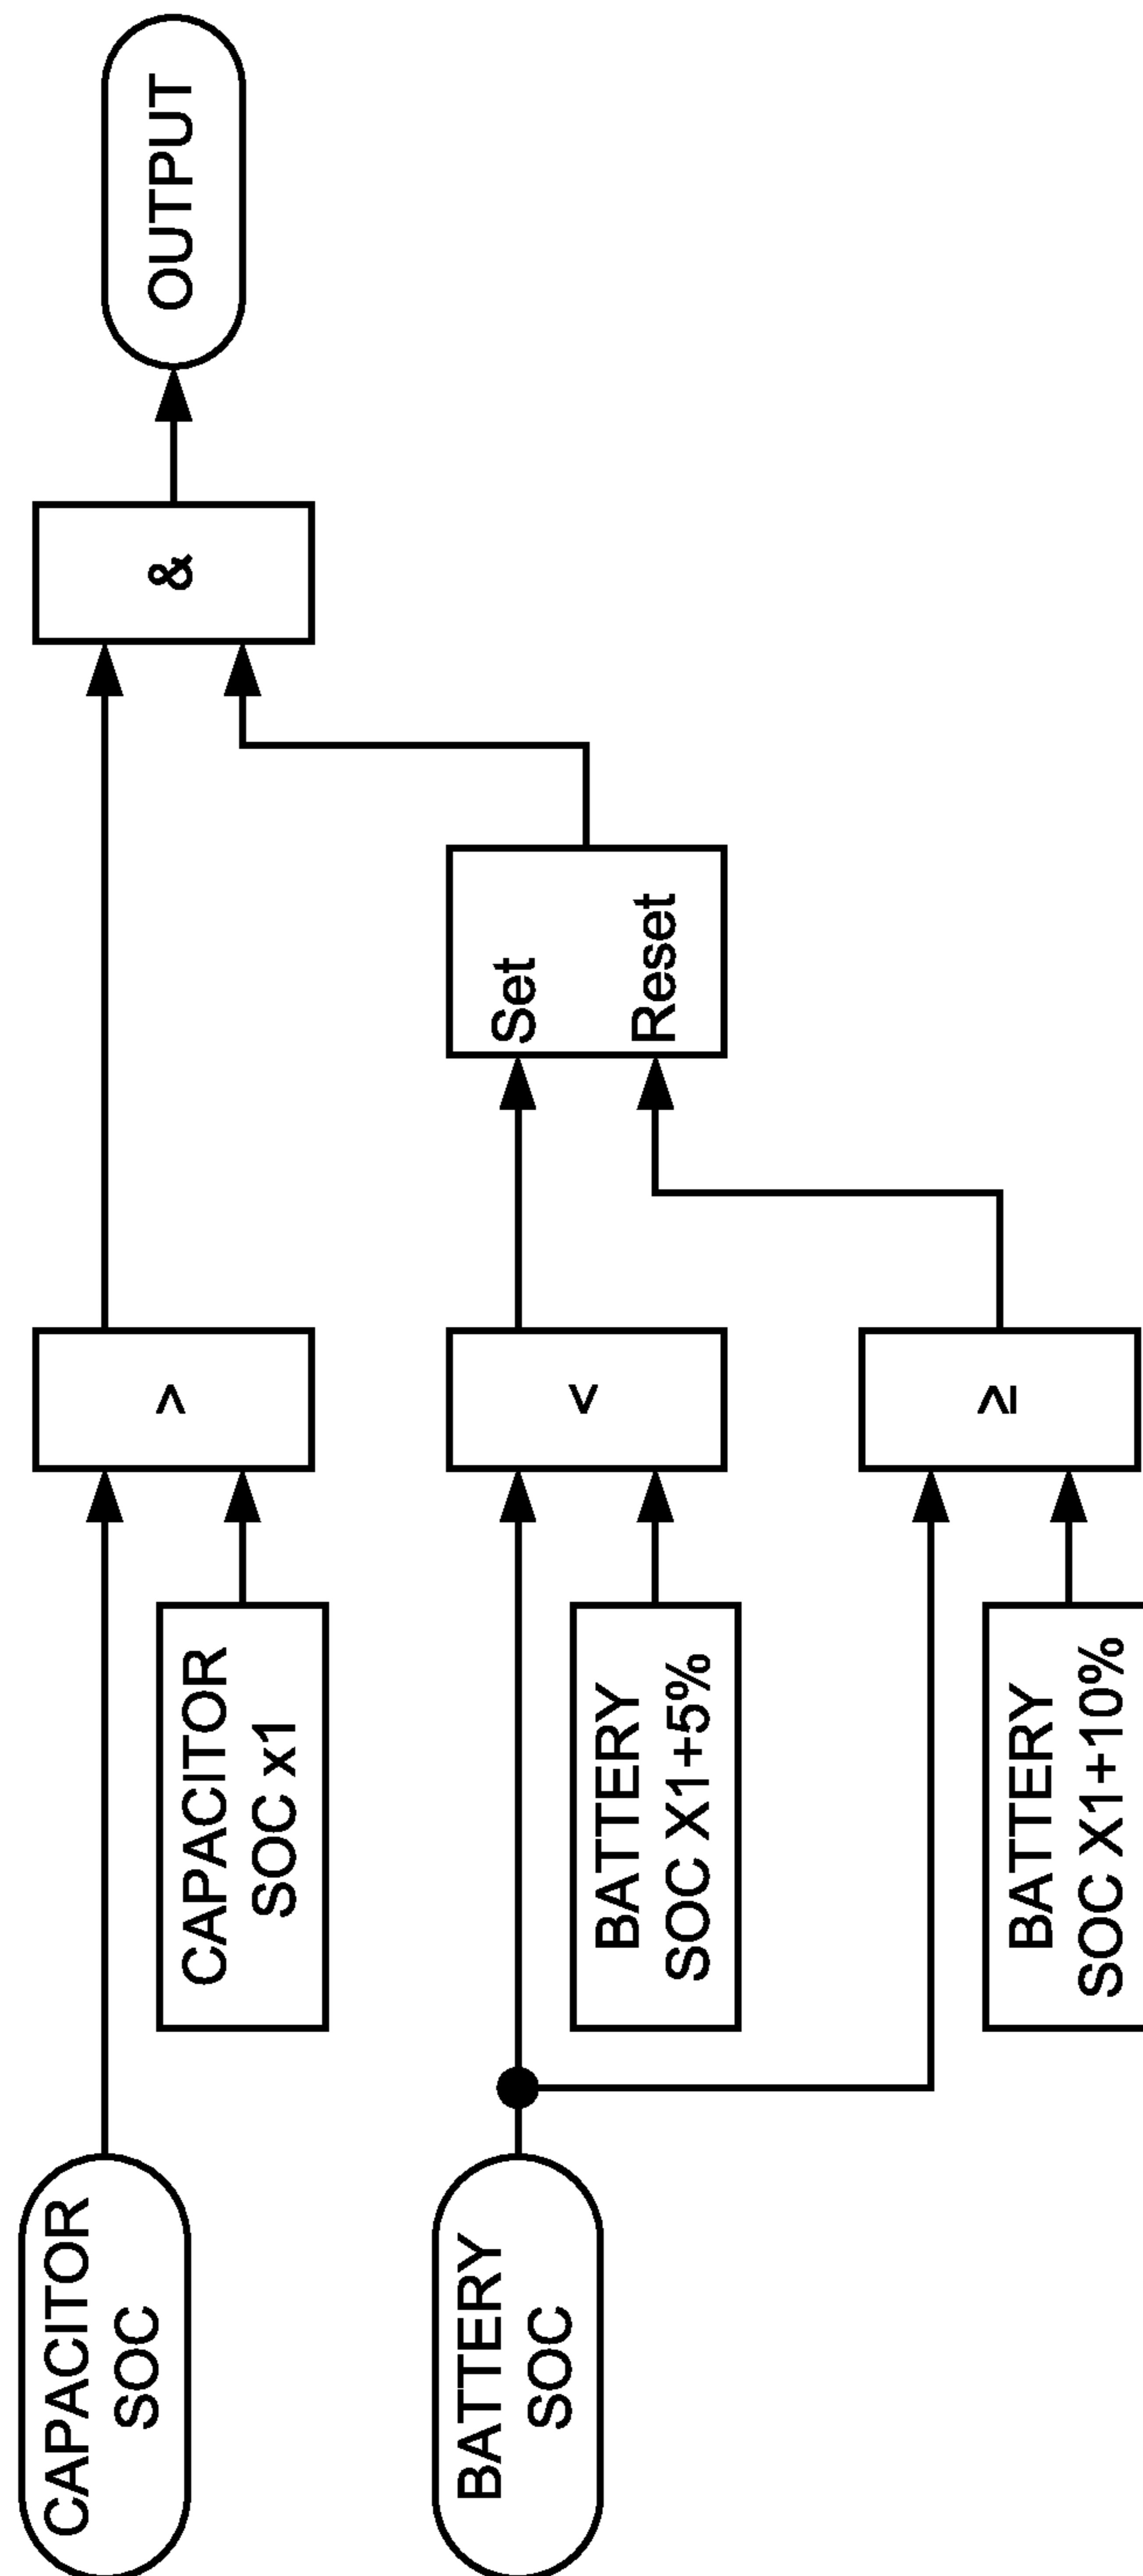 CAPACITOR
SOC
CAPACITOR
SOC x1
>
&
OUTPUT
BATTERY
SOC
BATTERY
SOC X1+5%
<
Set
Reset
BATTERY
SOC X1+10%
≥